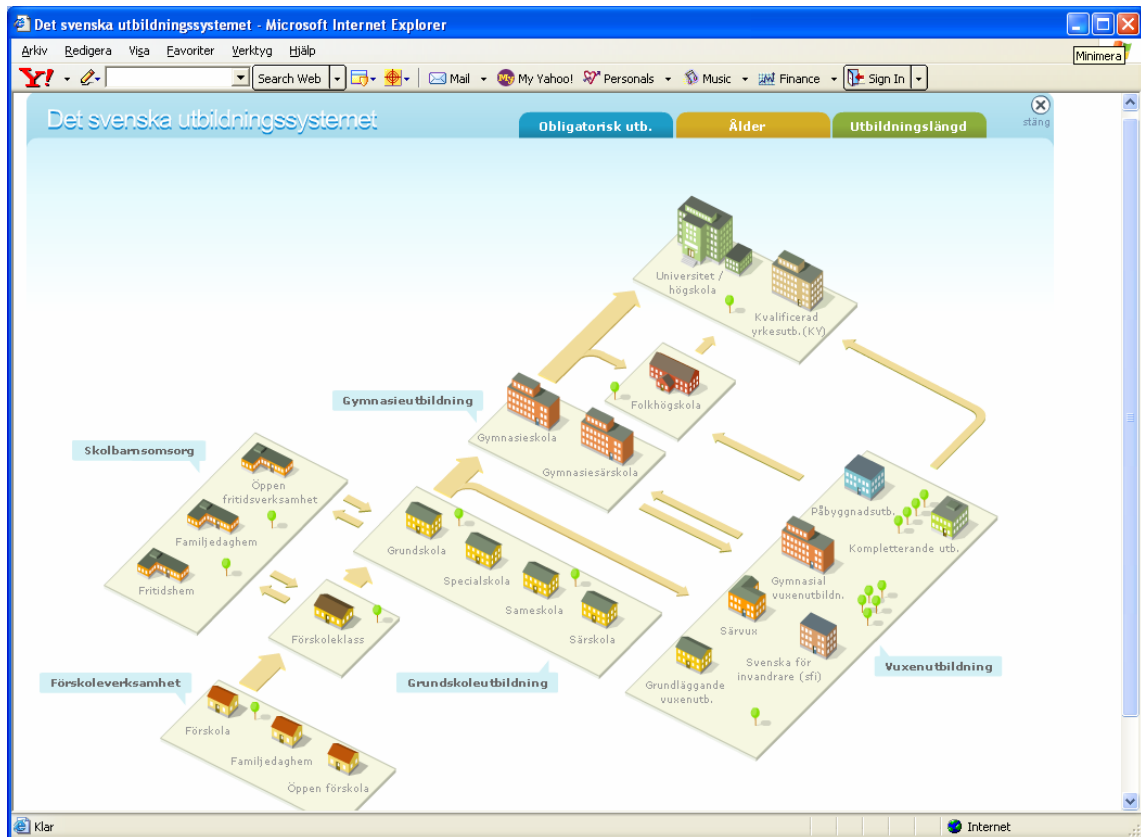 Det svenska utbildningssystemet - Microsoft Internet Explorer
Arkiv Redigera Visa Favoriter Verktyg Hjälp
Minimera
Y! Search Web Mail My My Yahoo! Personals Music Finance Sign In
Det svenska utbildningssystemet
Obligatorisk utb. Ålder Utbildningslängd
stäng
Universitet /
högskola
Kvalificerad
yrkesutb.(KY)
Folkhögskola
Gymnasieutbildning
Gymnasieskola
Gymnasiesärskola
Skolbarnsomsorg
Öppen
fritidsverksamhet
Familjedaghem
Fritidshem
Påbyggnadsutb.
Kompletterande utb.
Grundskola
Specialskola
Sameskola
Särskola
Gymnasial
vuxenutbildn.
Särvux
Svenska för
invandrare (sfi)
Grundläggande
vuxenutb.
Vuxenutbildning
Förskoleklass
Grundskoleutbildning
Förskoleverksamhet
Förskola
Familjedaghem
Öppen förskola
Klar
Internet